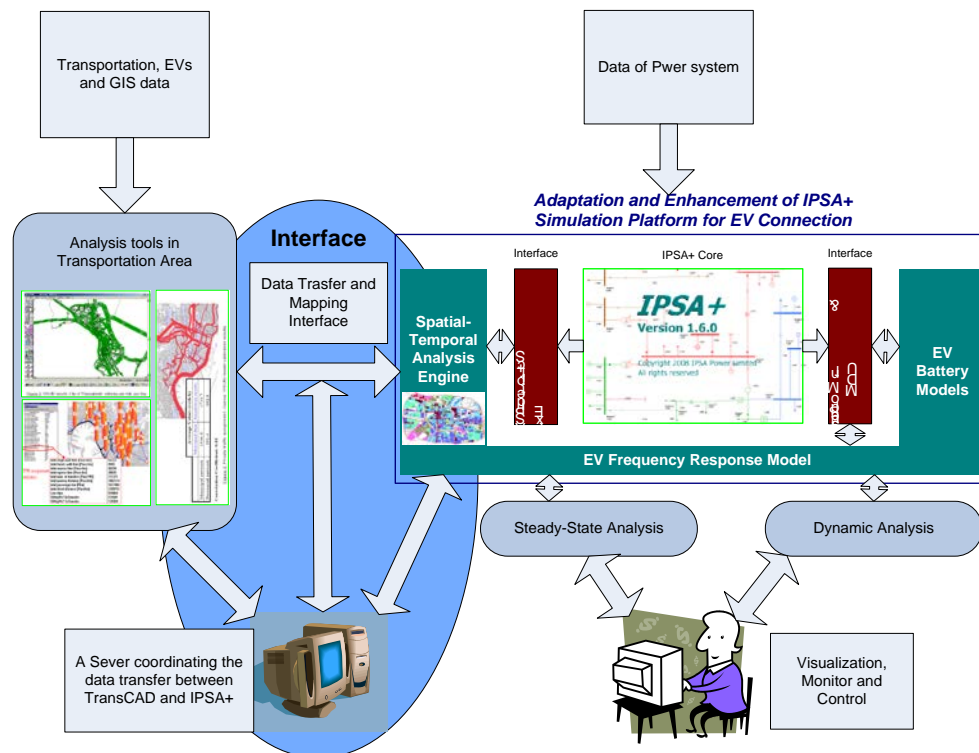 Transportation, EVs
and GIS data
Data of Pwer system
Adaptation and Enhancement of IPSA+
Simulation Platform for EV Connection
Analysis tools in
Transportation Area
Interface
Data Trasfer and
Mapping
Interface
Spatial-
Temporal
Analysis
Engine
Interface
IPSA+ Core
IPSA+
Version 1.6.0
Copyright 2008 IPSA Power Limited
All rights reserved
Interface
&
CUM
EV
Battery
Models
EV Frequency Response Model
Steady-State Analysis
Dynamic Analysis
A Sever coordinating the
data transfer between
TransCAD and IPSA+
Visualization,
Monitor and
Control